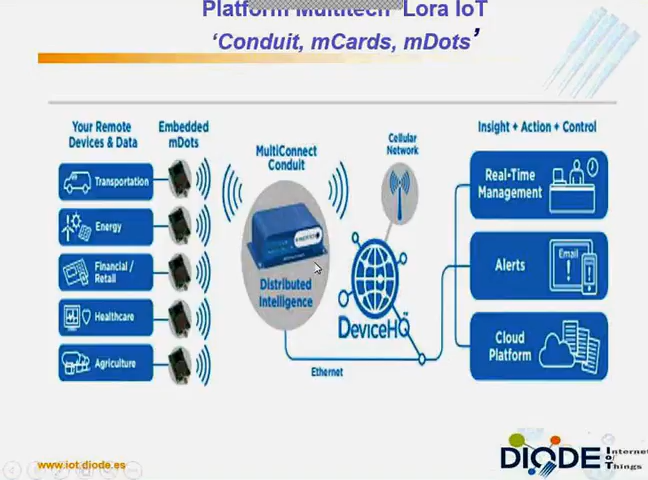 Platform Multitech Lora IoT
‘Conduit, mCards, mDots’
Your Remote
Devices & Data
Embedded
mDots
MultiConnect
Conduit
Cellular
Network
Insight + Action + Control
Transportation
Energy
Financial /
Retail
Healthcare
Agriculture
Distributed
Intelligence
DeviceHQ
Ethernet
Real-Time
Management
Alerts
Email
Cloud
Platform
www.iot.diode.es
DIODE
Internet
of
Things